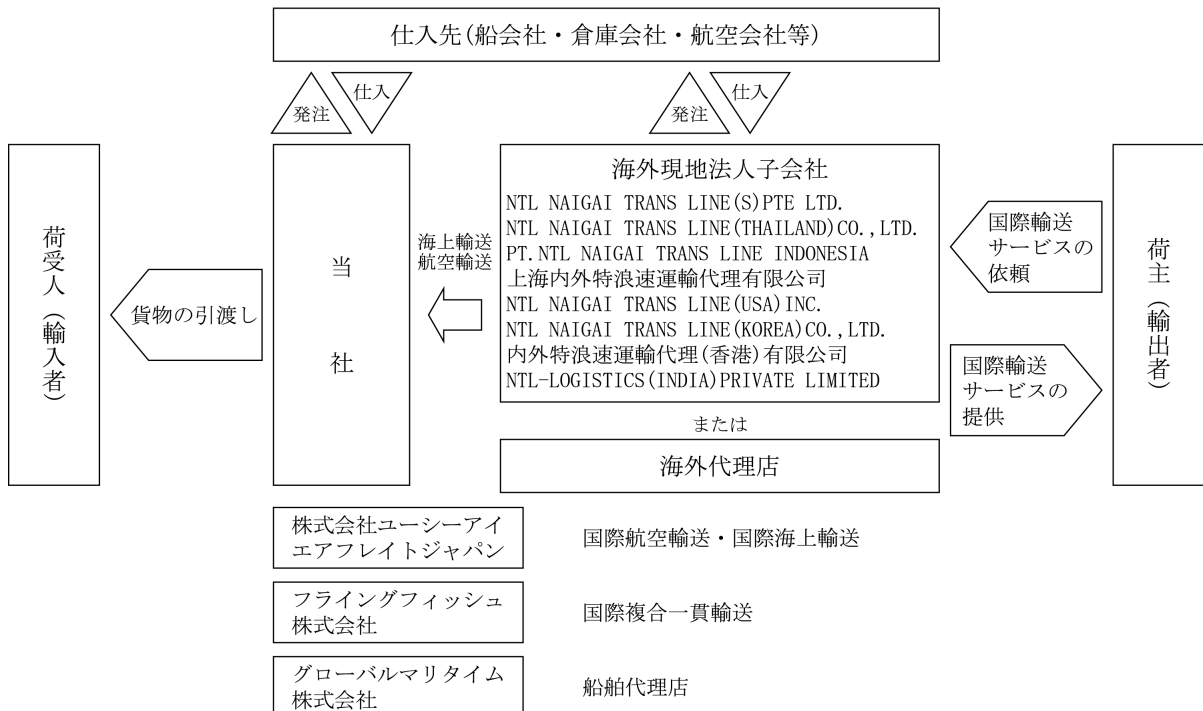 仕入先(船会社・倉庫会社・航空会社等)
発注
仕入
発注
仕入
荷受人(輸入者)
貨物の引渡し
当社
海上輸送
航空輸送
海外現地法人子会社
NTL NAIGAI TRANS LINE(S)PTE LTD.
NTL NAIGAI TRANS LINE(THAILAND)CO.,LTD.
PT.NTL NAIGAI TRANS LINE INDONESIA
上海内外特浪速運輸代理有限公司
NTL NAIGAI TRANS LINE(USA)INC.
NTL NAIGAI TRANS LINE(KOREA)CO.,LTD.
内外特浪速運輸代理(香港)有限公司
NTL-LOGISTICS(INDIA)PRIVATE LIMITED
または
海外代理店
国際輸送
サービスの
依頼
国際輸送
サービスの
提供
荷主(輸出者)
株式会社ユーシーアイ
エアフレイトジャパン
国際航空輸送・国際海上輸送
フライングフィッシュ
株式会社
国際複合一貫輸送
グローバルマリタイム
株式会社
船舶代理店